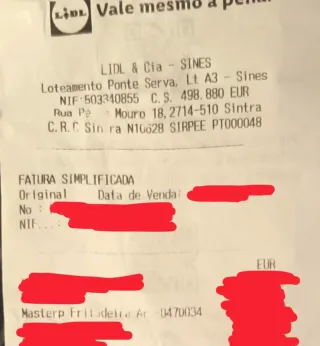 LIDL
Vale mesmo a pena
LIDL & Cia - SINES
Loteamento Ponte Serva, Lt A3 - Sines
NIF 503340855 C. S. 498.880 EUR
Rua Mouro 18, 2714-510 Sintra
C.R.C Sintra N10628 SIRPEE PT000048
FATURA SIMPLIFICADA
Original Data de Venda:
No :
NIF...:
EUR
Masterp Fritadeira Ar 0470034